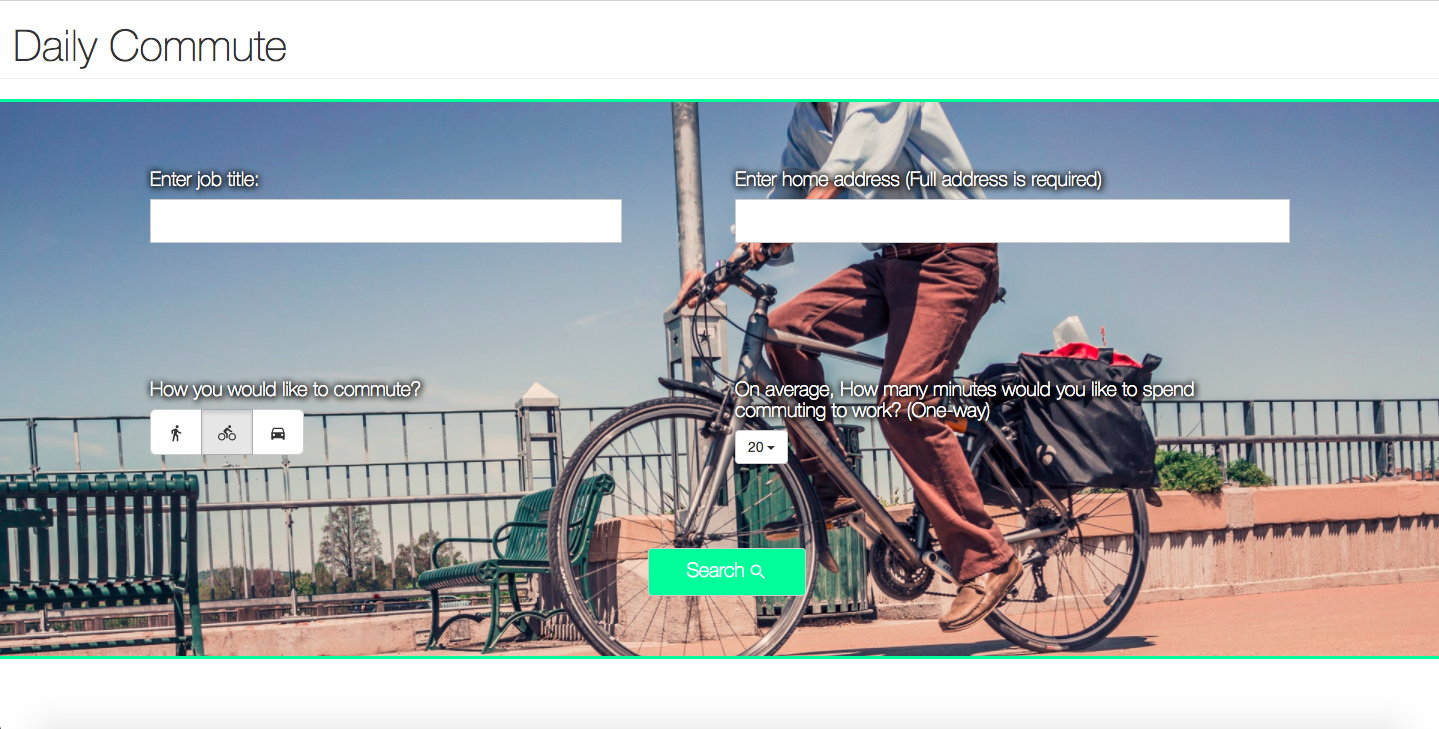 Daily Commute
Enter job title:
Enter home address (Full address is required)
How you would like to commute?
On average, How many minutes would you like to spend
commuting to work? (One-way)
20
Search